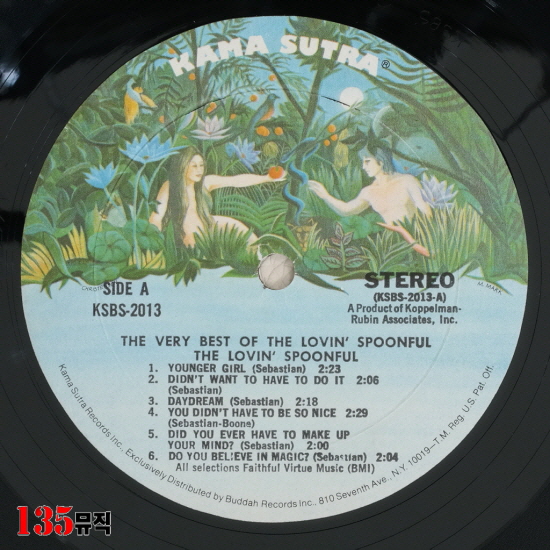 KAMA SUTRA®
SIDE A
KSBS-2013
STEREO
(KSBS-2013-A)
A Product of Koppelman-
Rubin Associates, Inc.
M. MARK
THE VERY BEST OF THE LOVIN' SPOONFUL
THE LOVIN' SPOONFUL
1. YOUNGER GIRL (Sebastian) 2:23
2. DIDN'T WANT TO HAVE TO DO IT 2:06
(Sebastian)
3. DAYDREAM (Sebastian) 2:18
4. YOU DIDN'T HAVE TO BE SO NICE 2:29
(Sebastian-Boone)
5. DID YOU EVER HAVE TO MAKE UP
YOUR MIND? (Sebastian) 2:00
6. DO YOU BELIEVE IN MAGIC? (Sebastian) 2:04
All selections Faithful Virtue Music (BMI)
Kama Sutra Records Inc., Exclusively Distributed by Buddah Records Inc., 810 Seventh Ave., N.Y. 10019—T.M. Reg. U.S. Pat. Off.
135뮤직